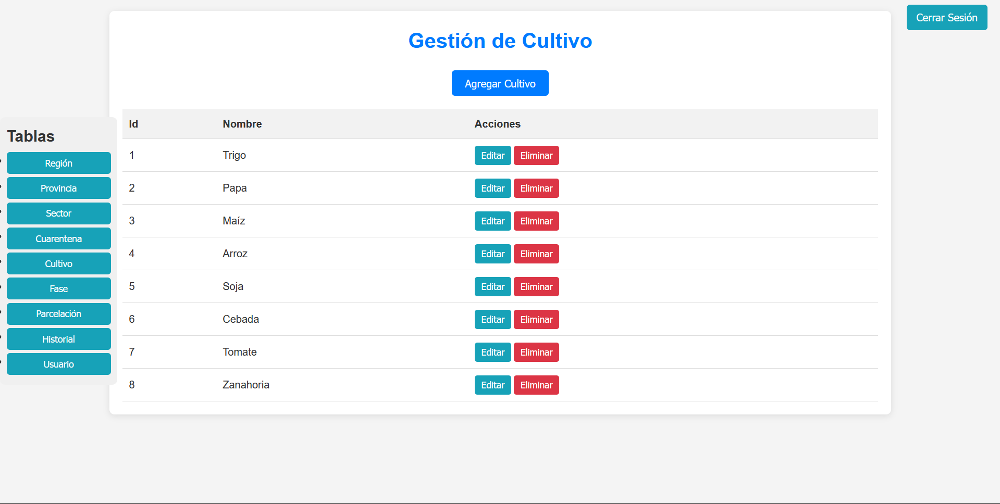 Cerrar Sesión
Gestión de Cultivo
Agregar Cultivo
Tablas
Región
Provincia
Sector
Cuarentena
Cultivo
Fase
Parcelación
Historial
Usuario
Id Nombre Acciones
1 Trigo Editar Eliminar
2 Papa Editar Eliminar
3 Maíz Editar Eliminar
4 Arroz Editar Eliminar
5 Soja Editar Eliminar
6 Cebada Editar Eliminar
7 Tomate Editar Eliminar
8 Zanahoria Editar Eliminar